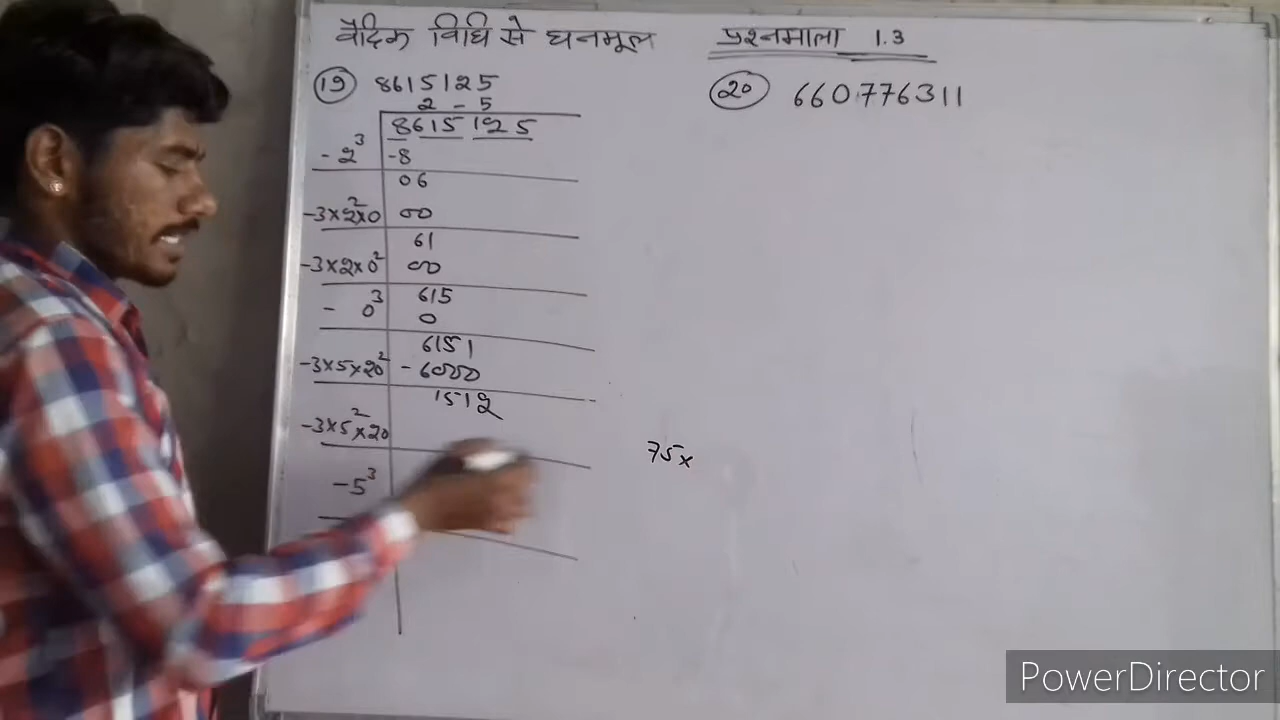 वैदिक विधि से घनमूल प्रश्नमाला 1.3
(19) 8615125
2 - 5
8615125
- 2³ -8
06
-3×2²×0 00
61
-3×2×0² 00
615
- 0³ 0
6151
-3×5×20² - 6000
1512
-3×5²×20
-5³
75×
(20) 660776311
PowerDirector